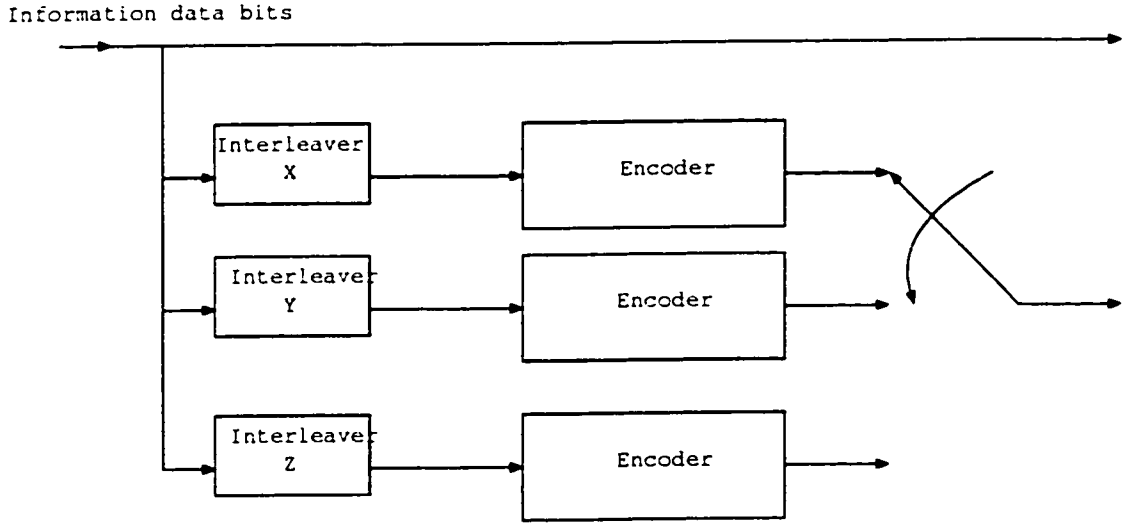 Information data bits
Interleaver
X
Encoder
Interleaver
Y
Encoder
Interleaver
Z
Encoder